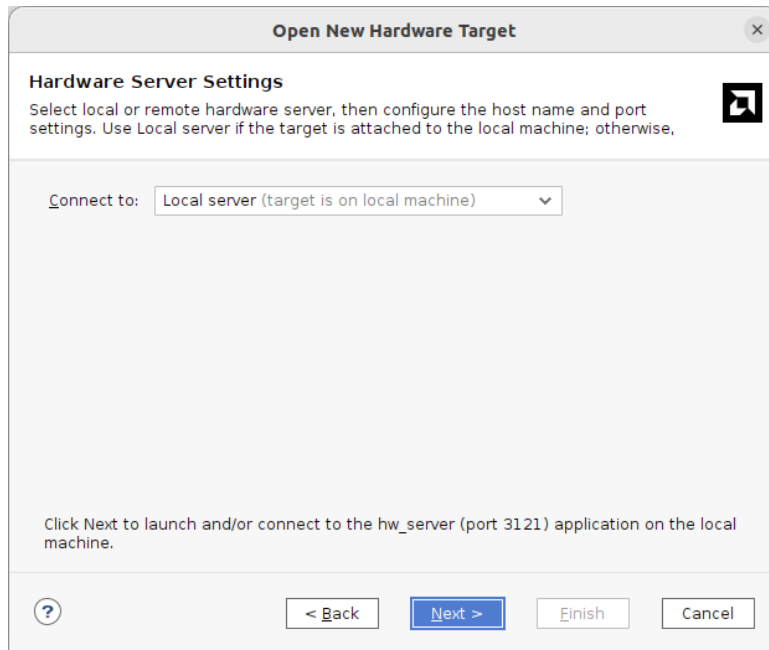 Open New Hardware Target
Hardware Server Settings
Select local or remote hardware server, then configure the host name and port
settings. Use Local server if the target is attached to the local machine; otherwise,
Connect to: Local server (target is on local machine)
Click Next to launch and/or connect to the hw_server (port 3121) application on the local
machine.
? < Back Next > Finish Cancel